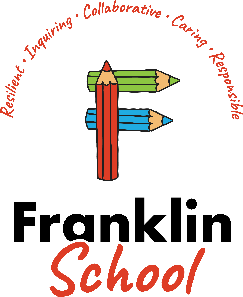 Resilient • Inquiring • Collaborative • Caring • Responsible
Franklin
School